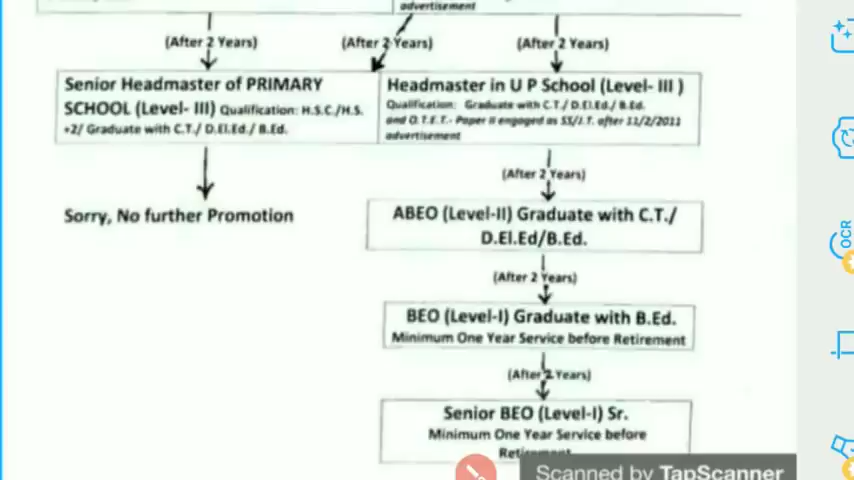 advertisement
(After 2 Years)
(After 2 Years)
(After 2 Years)
Senior Headmaster of PRIMARY
SCHOOL (Level- III) Qualification: H.S.C./H.S.
+2/ Graduate with C.T./ D.El.Ed./ B.Ed.
Headmaster in U P School (Level- III )
Qualification: Graduate with C.T./ D.El.Ed./ B.Ed.
and O.T.E.T.- Paper II engaged as SS/J.T. after 11/2/2011
advertisement
(After 2 Years)
Sorry, No further Promotion
ABEO (Level-II) Graduate with C.T./
D.El.Ed/B.Ed.
(After 2 Years)
BEO (Level-I) Graduate with B.Ed.
Minimum One Year Service before Retirement
(After 2 Years)
Senior BEO (Level-I) Sr.
Minimum One Year Service before
Retirement
Scanned by TapScanner
OCR